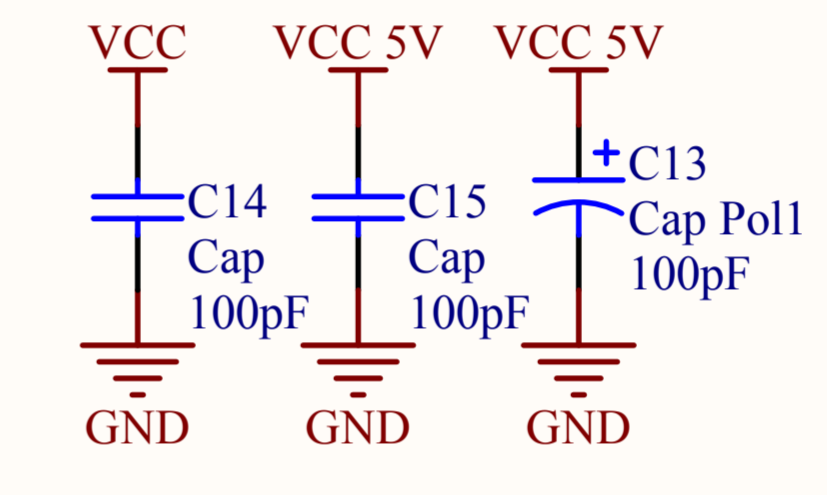 VCC
VCC 5V
VCC 5V
C14
Cap
100pF
C15
Cap
100pF
+
C13
Cap Pol1
100pF
GND
GND
GND